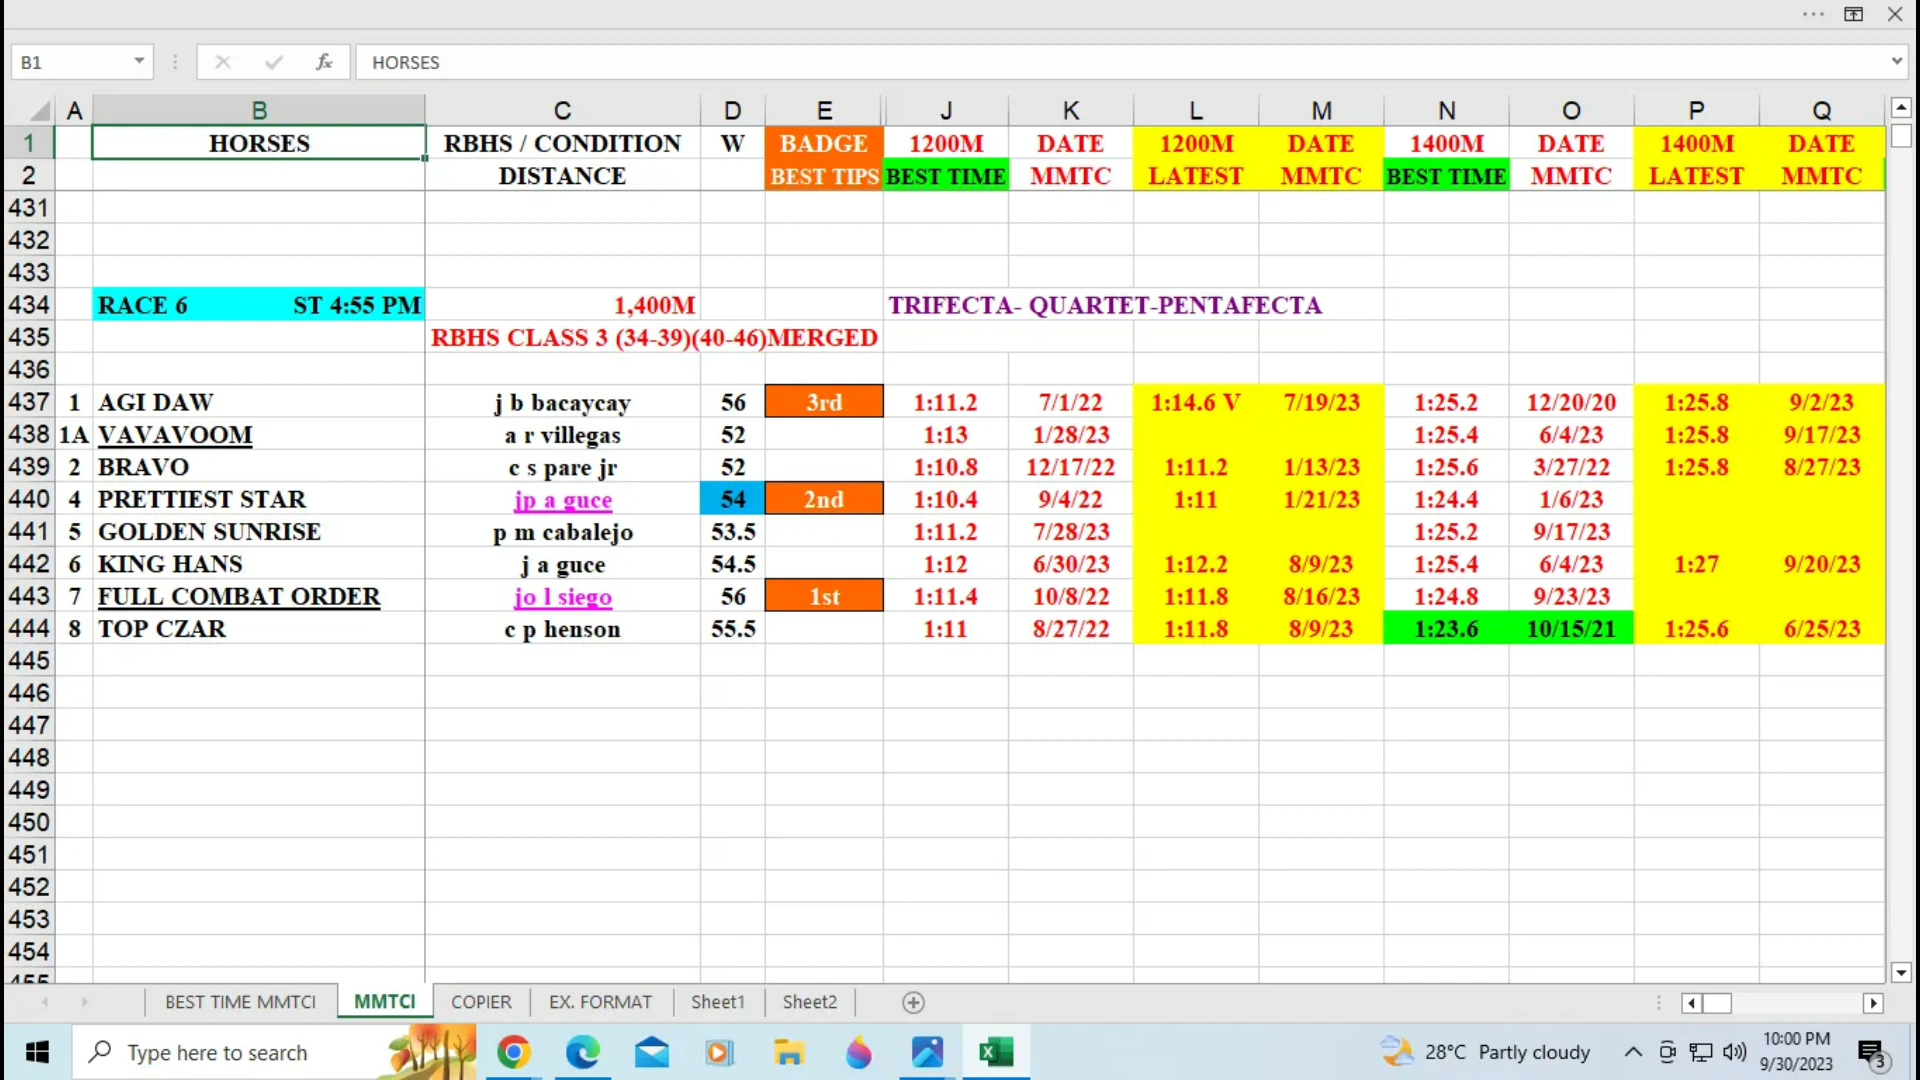 B1 fx HORSES
A B C D E J K L M N O P Q
1 HORSES RBHS / CONDITION W BADGE 1200M DATE 1200M DATE 1400M DATE 1400M DATE
2 DISTANCE BEST TIPS BEST TIME MMTC LATEST MMTC BEST TIME MMTC LATEST MMTC
431
432
433
434 RACE 6 ST 4:55 PM 1,400M TRIFECTA- QUARTET-PENTAFECTA
435 RBHS CLASS 3 (34-39)(40-46)MERGED
436
437 1 AGI DAW j b bacaycay 56 3rd 1:11.2 7/1/22 1:14.6 V 7/19/23 1:25.2 12/20/20 1:25.8 9/2/23
438 1A VAVAVOOM a r villegas 52 1:13 1/28/23 1:25.4 6/4/23 1:25.8 9/17/23
439 2 BRAVO c s pare jr 52 1:10.8 12/17/22 1:11.2 1/13/23 1:25.6 3/27/22 1:25.8 8/27/23
440 4 PRETTIEST STAR jp a guce 54 2nd 1:10.4 9/4/22 1:11 1/21/23 1:24.4 1/6/23
441 5 GOLDEN SUNRISE p m cabalejo 53.5 1:11.2 7/28/23 1:25.2 9/17/23
442 6 KING HANS j a guce 54.5 1:12 6/30/23 1:12.2 8/9/23 1:25.4 6/4/23 1:27 9/20/23
443 7 FULL COMBAT ORDER jo l siego 56 1st 1:11.4 10/8/22 1:11.8 8/16/23 1:24.8 9/23/23
444 8 TOP CZAR c p henson 55.5 1:11 8/27/22 1:11.8 8/9/23 1:23.6 10/15/21 1:25.6 6/25/23
445
446
447
448
449
450
451
452
453
454
455
BEST TIME MMTCI MMTCI COPIER EX. FORMAT Sheet1 Sheet2
Type here to search 28°C Partly cloudy 10:00 PM
9/30/2023 3